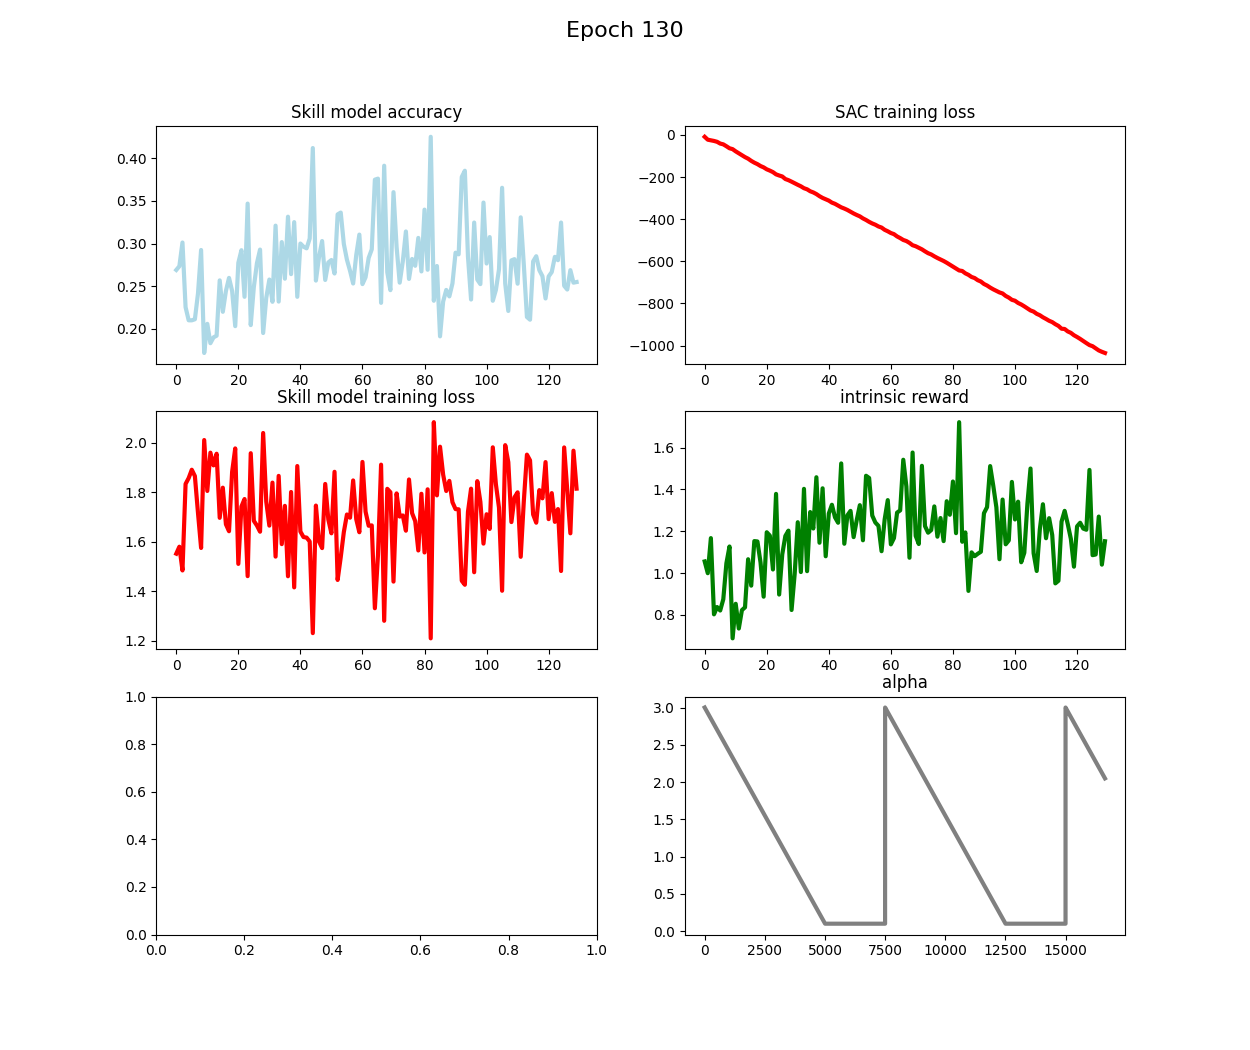 Epoch 130
Skill model accuracy
SAC training loss
0.40
0.35
0.30
0.25
0.20
0 20 40 60 80 100 120
0
−200
−400
−600
−800
−1000
0 20 40 60 80 100 120
Skill model training loss
intrinsic reward
2.0
1.8
1.6
1.4
1.2
0 20 40 60 80 100 120
1.6
1.4
1.2
1.0
0.8
0 20 40 60 80 100 120
alpha
1.0
0.8
0.6
0.4
0.2
0.0
0.0 0.2 0.4 0.6 0.8 1.0
3.0
2.5
2.0
1.5
1.0
0.5
0.0
0 2500 5000 7500 10000 12500 15000